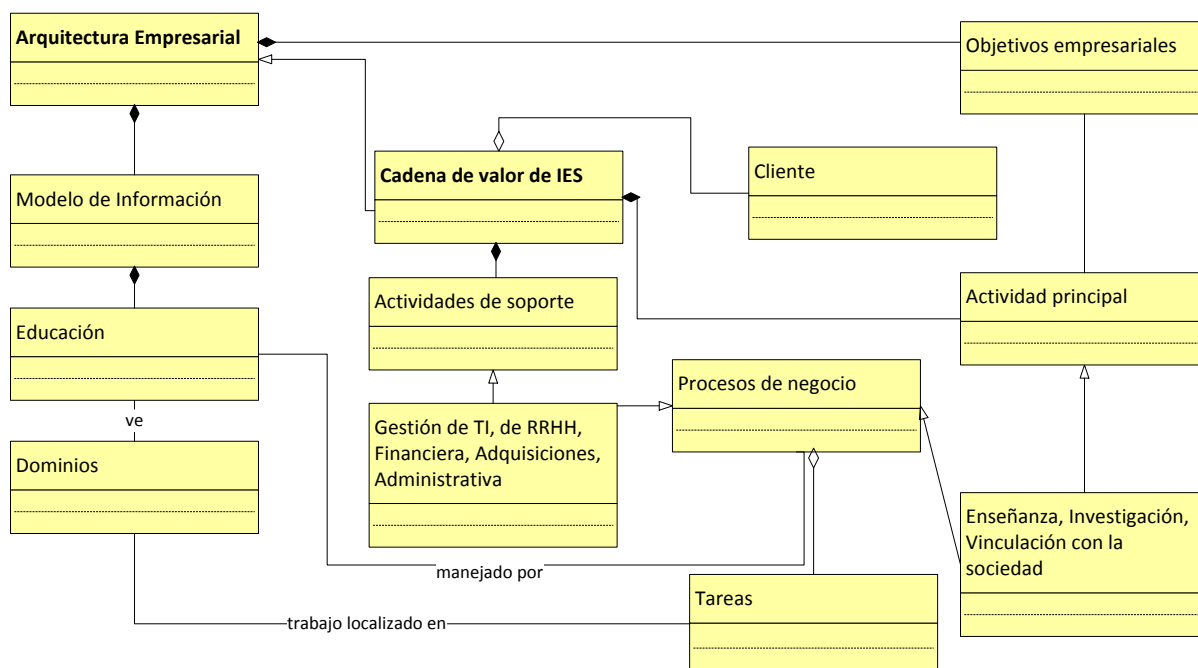 Arquitectura Empresarial
Objetivos empresariales
Cadena de valor de IES
Cliente
Modelo de Información
Actividades de soporte
Actividad principal
Educación
Procesos de negocio
ve
Gestión de TI, de RRHH,
Financiera, Adquisiciones,
Administrativa
Dominios
Enseñanza, Investigación,
Vinculación con la
sociedad
manejado por
Tareas
trabajo localizado en